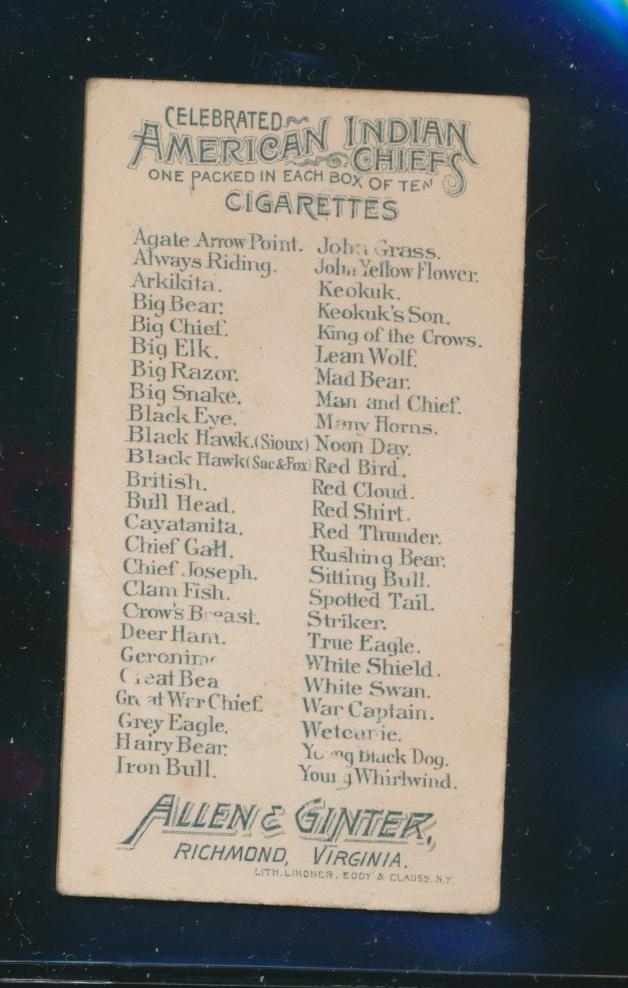 CELEBRATED
AMERICAN INDIAN
CHIEFS
ONE PACKED IN EACH BOX OF TEN
CIGARETTES
Agate Arrow Point.
Always Riding.
Arkikita.
Big Bear.
Big Chief.
Big Elk.
Big Razor.
Big Snake.
Black Eye.
Black Hawk.(Sioux)
Black Hawk(Sac&Fox)
British.
Bull Head.
Cayatanita.
Chief Gall.
Chief Joseph.
Clam Fish.
Crow's Breast.
Deer Ham.
Geronimo
Great Bea
Great War Chief.
Grey Eagle.
Hairy Bear.
Iron Bull.
John Grass.
John Yellow Flower.
Keokuk.
Keokuk's Son.
King of the Crows.
Lean Wolf.
Mad Bear.
Man and Chief.
Many Horns.
Noon Day.
Red Bird.
Red Cloud.
Red Shirt.
Red Thunder.
Rushing Bear.
Sitting Bull.
Spotted Tail.
Striker.
True Eagle.
White Shield.
White Swan.
War Captain.
Young Black Dog.
Young Whirlwind.
ALLEN & GINTER,
RICHMOND, VIRGINIA.
LITH. LINDNER, EDDY & CLAUSS, N.Y.